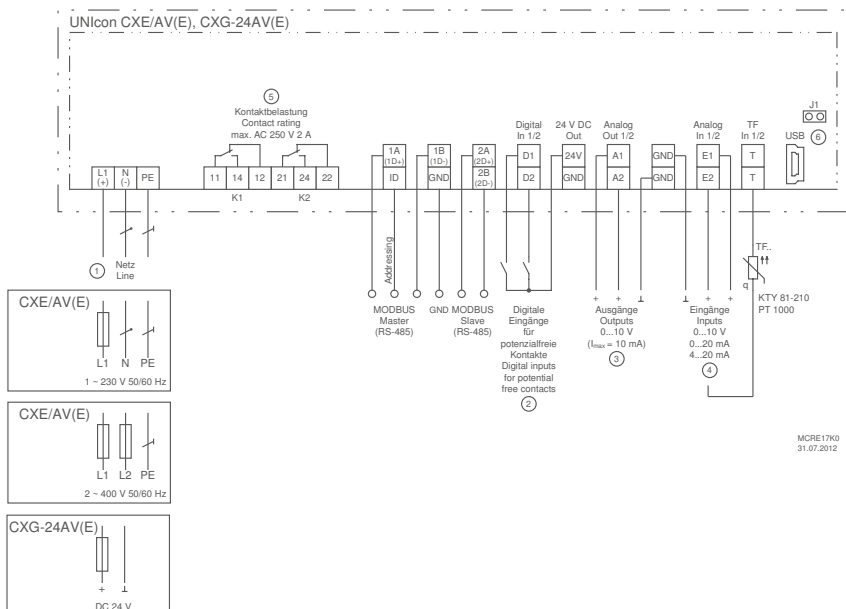 UNIcon CXE/AV(E), CXG-24AV(E)
5
Kontaktbelastung
Contact rating
max. AC 250 V 2 A
L1 (+)
N (-)
PE
11
14
12
21
24
22
K1
K2
1A (1D+)
ID
1B (1D-)
GND
2A (2D+)
2B (2D-)
Digital
In 1/2
D1
D2
24 V DC
Out
24V
GND
Analog
Out 1/2
A1
A2
GND
GND
Analog
In 1/2
E1
E2
TF
In 1/2
T
T
J1
USB
6
1
Netz
Line
Addressing
MODBUS
Master
(RS-485)
GND
MODBUS
Slave
(RS-485)
Digitale
Eingänge
für
potenzialfreie
Kontakte
Digital inputs
for potential
free contacts
2
+ + ⊥
Ausgänge
Outputs
0...10 V
(Imax = 10 mA)
3
⊥ + +
Eingänge
Inputs
0...10 V
0...20 mA
4...20 mA
4
TF..
q
KTY 81-210
PT 1000
CXE/AV(E)
L1 N PE
1 ~ 230 V 50/60 Hz
CXE/AV(E)
L1 L2 PE
2 ~ 400 V 50/60 Hz
CXG-24AV(E)
+ ⊥
DC 24 V
MCRE17K0
31.07.2012